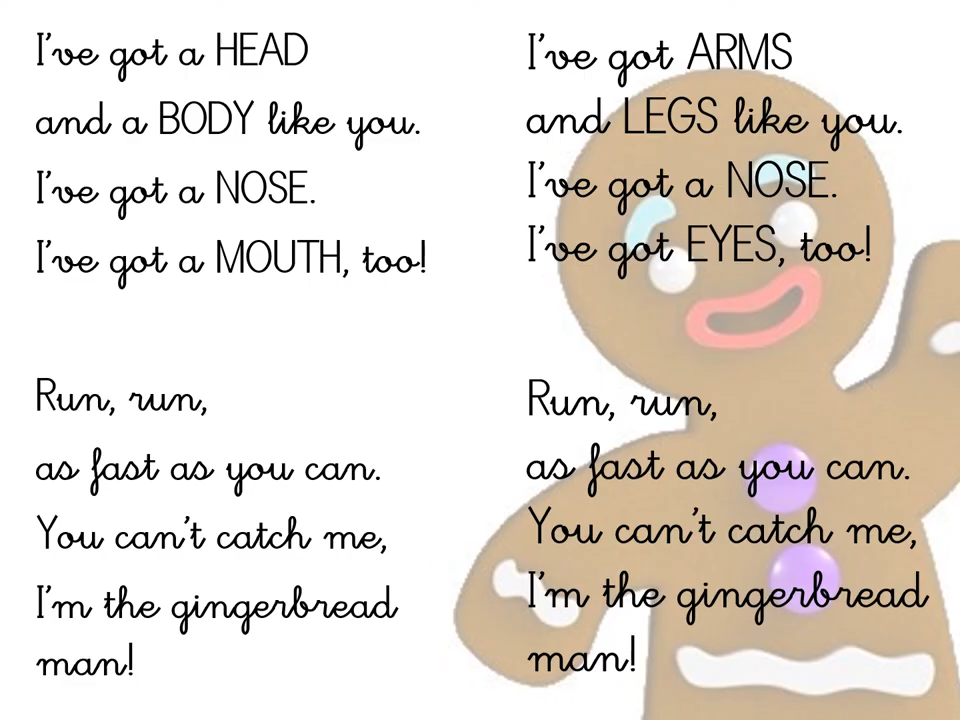 I've got a HEAD
and a BODY like you.
I've got a NOSE.
I've got a MOUTH, too!
Run, run,
as fast as you can.
You can't catch me,
I'm the gingerbread
man!
I've got ARMS
and LEGS like you.
I've got a NOSE.
I've got EYES, too!
Run, run,
as fast as you can.
You can't catch me,
I'm the gingerbread
man!